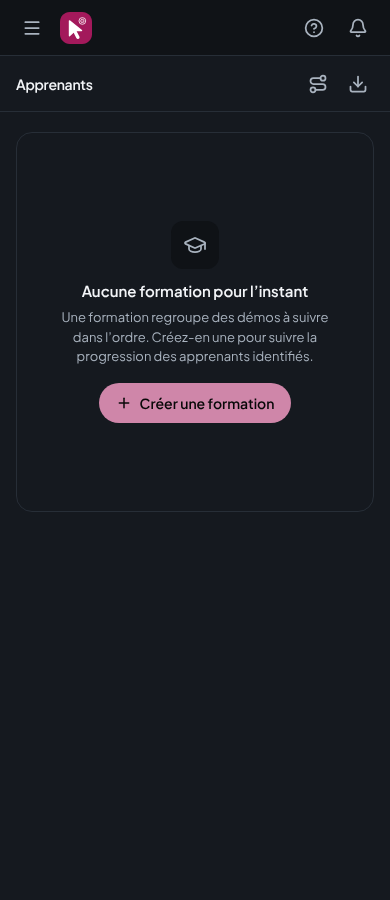 Apprenants
Aucune formation pour l’instant
Une formation regroupe des démos à suivre
dans l’ordre. Créez-en une pour suivre la
progression des apprenants identifiés.
Créer une formation